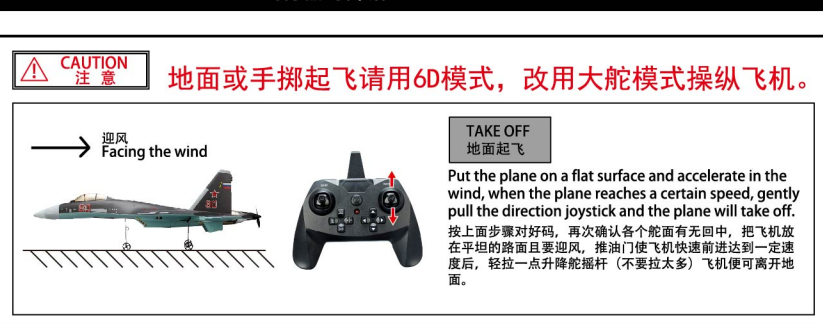 CAUTION
注 意
地面或手掷起飞请用6D模式，改用大舵模式操纵飞机。
迎风
Facing the wind
TAKE OFF
地面起飞
Put the plane on a flat surface and accelerate in the
wind, when the plane reaches a certain speed, gently
pull the direction joystick and the plane will take off.
按上面步骤对好码，再次确认各个舵面有无回中，把飞机放
在平坦的路面且要迎风，推油门使飞机快速前进达到一定速
度后，轻拉一点升降舵摇杆（不要拉太多）飞机便可离开地
面。